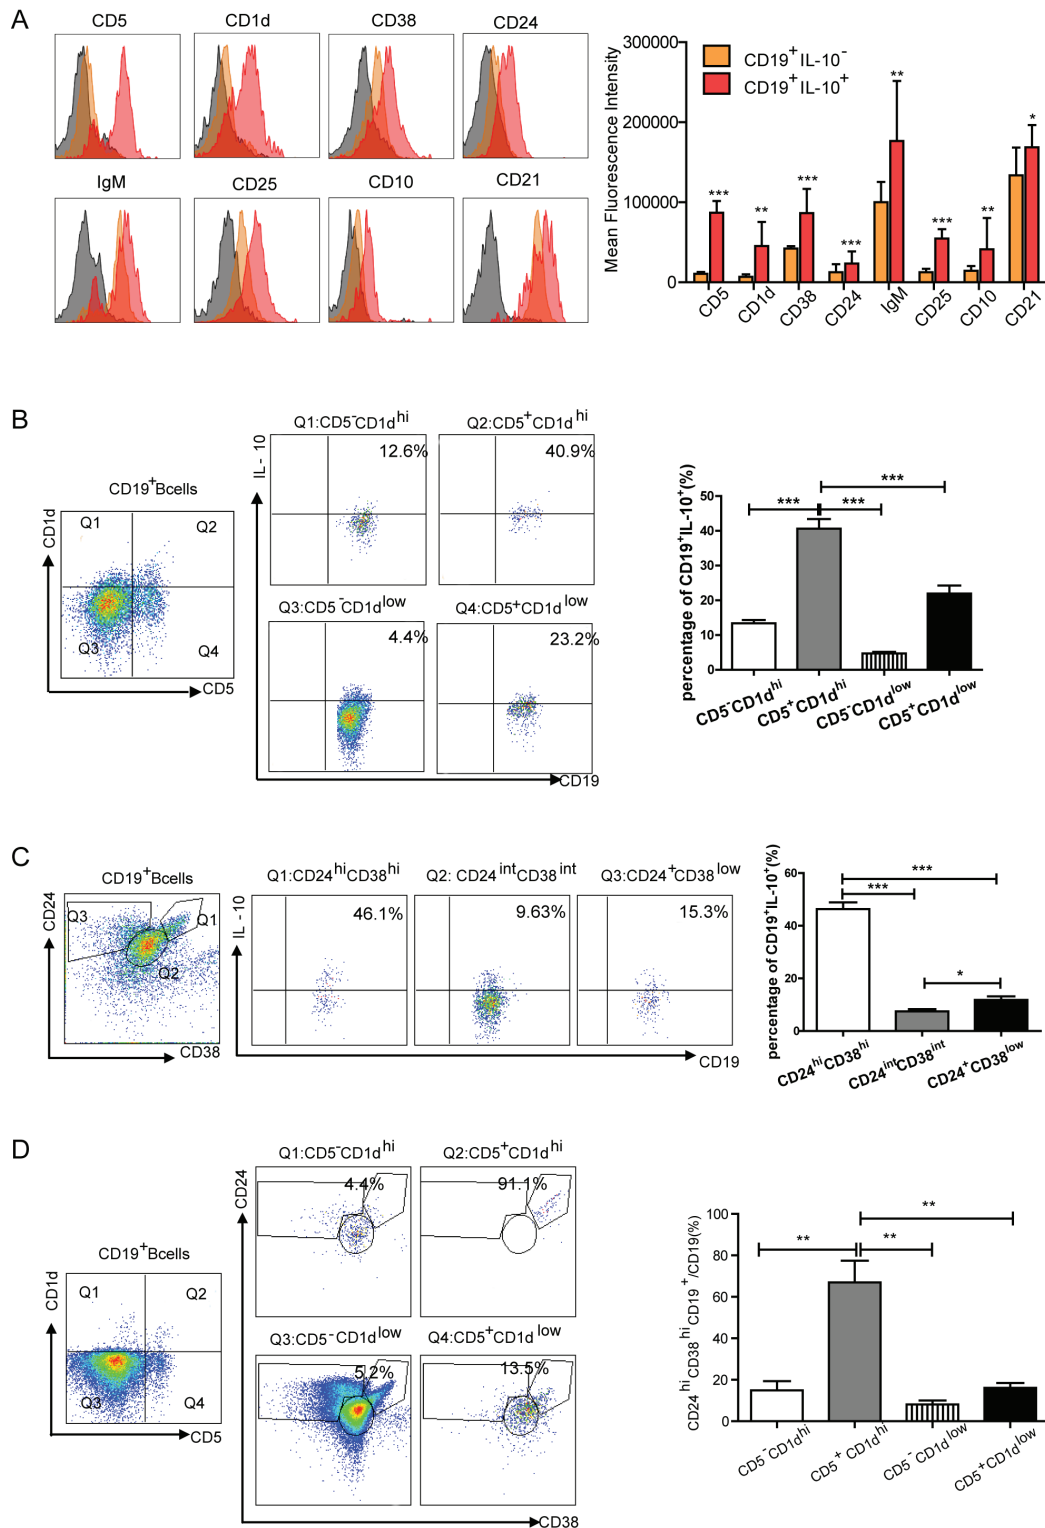 A
CD5 CD1d CD38 CD24
IgM CD25 CD10 CD21
Mean Fluorescence Intensity
300000
200000
100000
0
CD19+IL-10-
CD19+IL-10+
*** ** *** *** ** *** ** *
CD5 CD1d CD38 CD24 IgM CD25 CD10 CD21
B
CD19+Bcells
CD1d
Q1 Q2
Q3 Q4
CD5
IL-10
Q1:CD5-CD1dhi Q2:CD5+CD1dhi
12.6% 40.9%
Q3:CD5-CD1dlow Q4:CD5+CD1dlow
4.4% 23.2%
CD19
percentage of CD19+IL-10+(%)
50
40
30
20
10
0
***
*** ***
CD5-CD1dhi CD5+CD1dhi CD5-CD1dlow CD5+CD1dlow
C
CD19+Bcells
CD24
Q3 Q1
Q2
CD38
IL-10
Q1:CD24hiCD38hi Q2: CD24intCD38int Q3:CD24+CD38low
46.1% 9.63% 15.3%
CD19
percentage of CD19+IL-10+(%)
60
40
20
0
***
***
*
CD24hiCD38hi CD24intCD38int CD24+CD38low
D
CD19+Bcells
CD1d
Q1 Q2
Q3 Q4
CD5
CD24
Q1:CD5-CD1dhi Q2:CD5+CD1dhi
4.4% 91.1%
Q3:CD5-CD1dlow Q4:CD5+CD1dlow
5.2% 13.5%
CD38
CD24hiCD38hiCD19+/CD19(%)
100
80
60
40
20
0
**
** **
CD5-CD1dhi CD5+CD1dhi CD5-CD1dlow CD5+CD1dlow